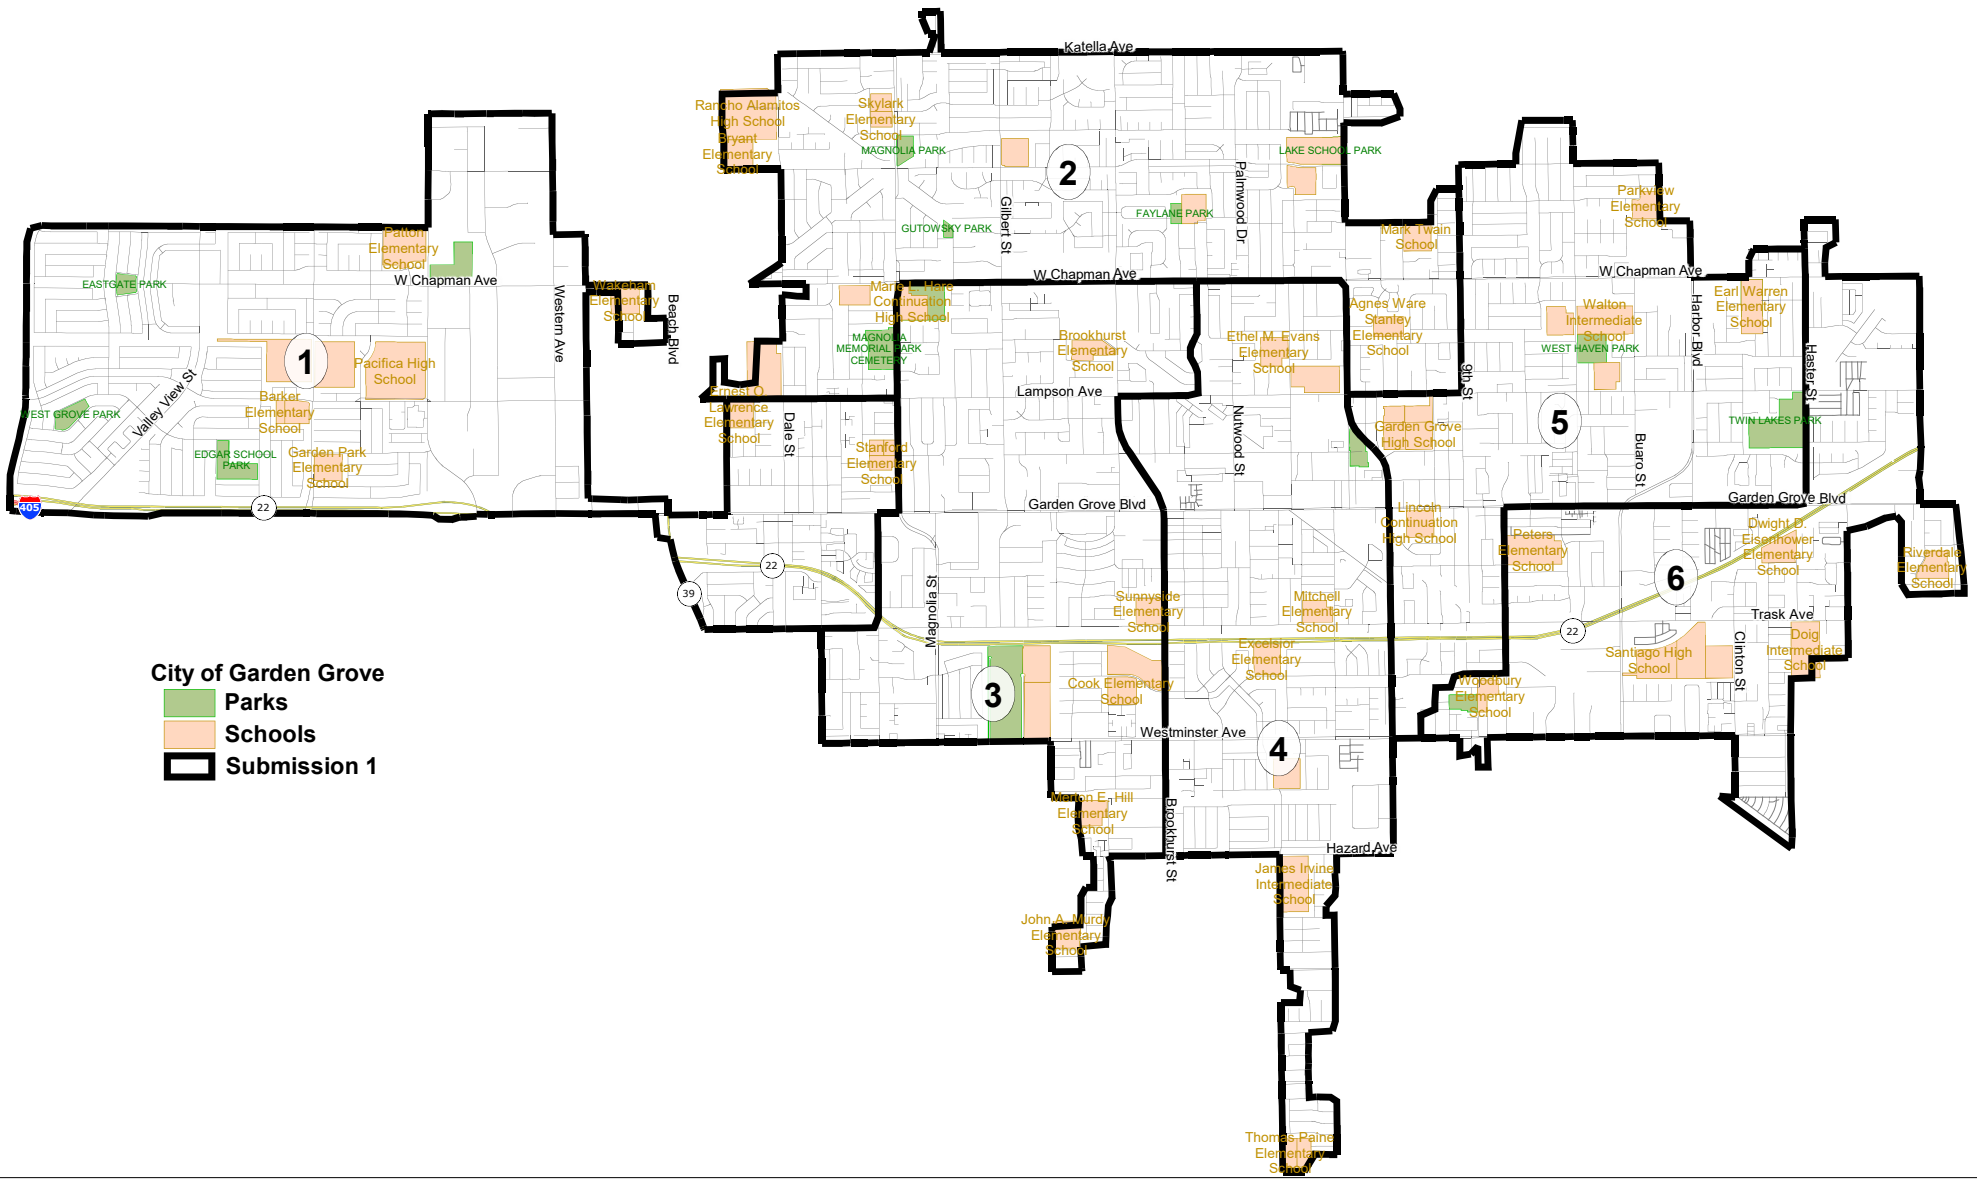 Katella Ave
Rancho Alamitos
High School
Bryant
Elementary
School
Skylark
Elementary
School
MAGNOLIA PARK
2
LAKE SCHOOL PARK
Palmwood Dr
Gilbert St
FAYLANE PARK
GUTOWSKY PARK
Mark Twain
School
Parkview
Elementary
School
Patton
Elementary
School
W Chapman Ave
W Chapman Ave
W Chapman Ave
EASTGATE PARK
Western Ave
Wakeham
Elementary
School
Beach Blvd
Marie L. Hare
Continuation
High School
MAGNOLIA
MEMORIAL PARK
CEMETERY
Brookhurst
Elementary
School
Ethel M. Evans
Elementary
School
Agnes Ware
Stanley
Elementary
School
Walton
Intermediate
School
WEST HAVEN PARK
Harbor Blvd
Earl Warren
Elementary
School
Haster St
1
Pacifica High
School
Valley View St
Barker
Elementary
School
WEST GROVE PARK
EDGAR SCHOOL
PARK
Garden Park
Elementary
School
Ernest O.
Lawrence
Elementary
School
Dale St
Stanford
Elementary
School
Lampson Ave
Nutwood St
9th St
Garden Grove
High School
5
Buaro St
TWIN LAKES PARK
405
22
Garden Grove Blvd
Garden Grove Blvd
Lincoln
Continuation
High School
Peters
Elementary
School
Dwight D.
Eisenhower
Elementary
School
Riverdale
Elementary
School
22
39
Magnolia St
Sunnyside
Elementary
School
Mitchell
Elementary
School
6
Trask Ave
22
Clinton St
Doig
Intermediate
School
Santiago High
School
Excelsior
Elementary
School
Cook Elementary
School
3
Woodbury
Elementary
School
Westminster Ave
4
City of Garden Grove
Parks
Schools
Submission 1
Merton E. Hill
Elementary
School
Brookhurst St
Hazard Ave
James Irvine
Intermediate
School
John A. Murdy
Elementary
School
Thomas Paine
Elementary
School